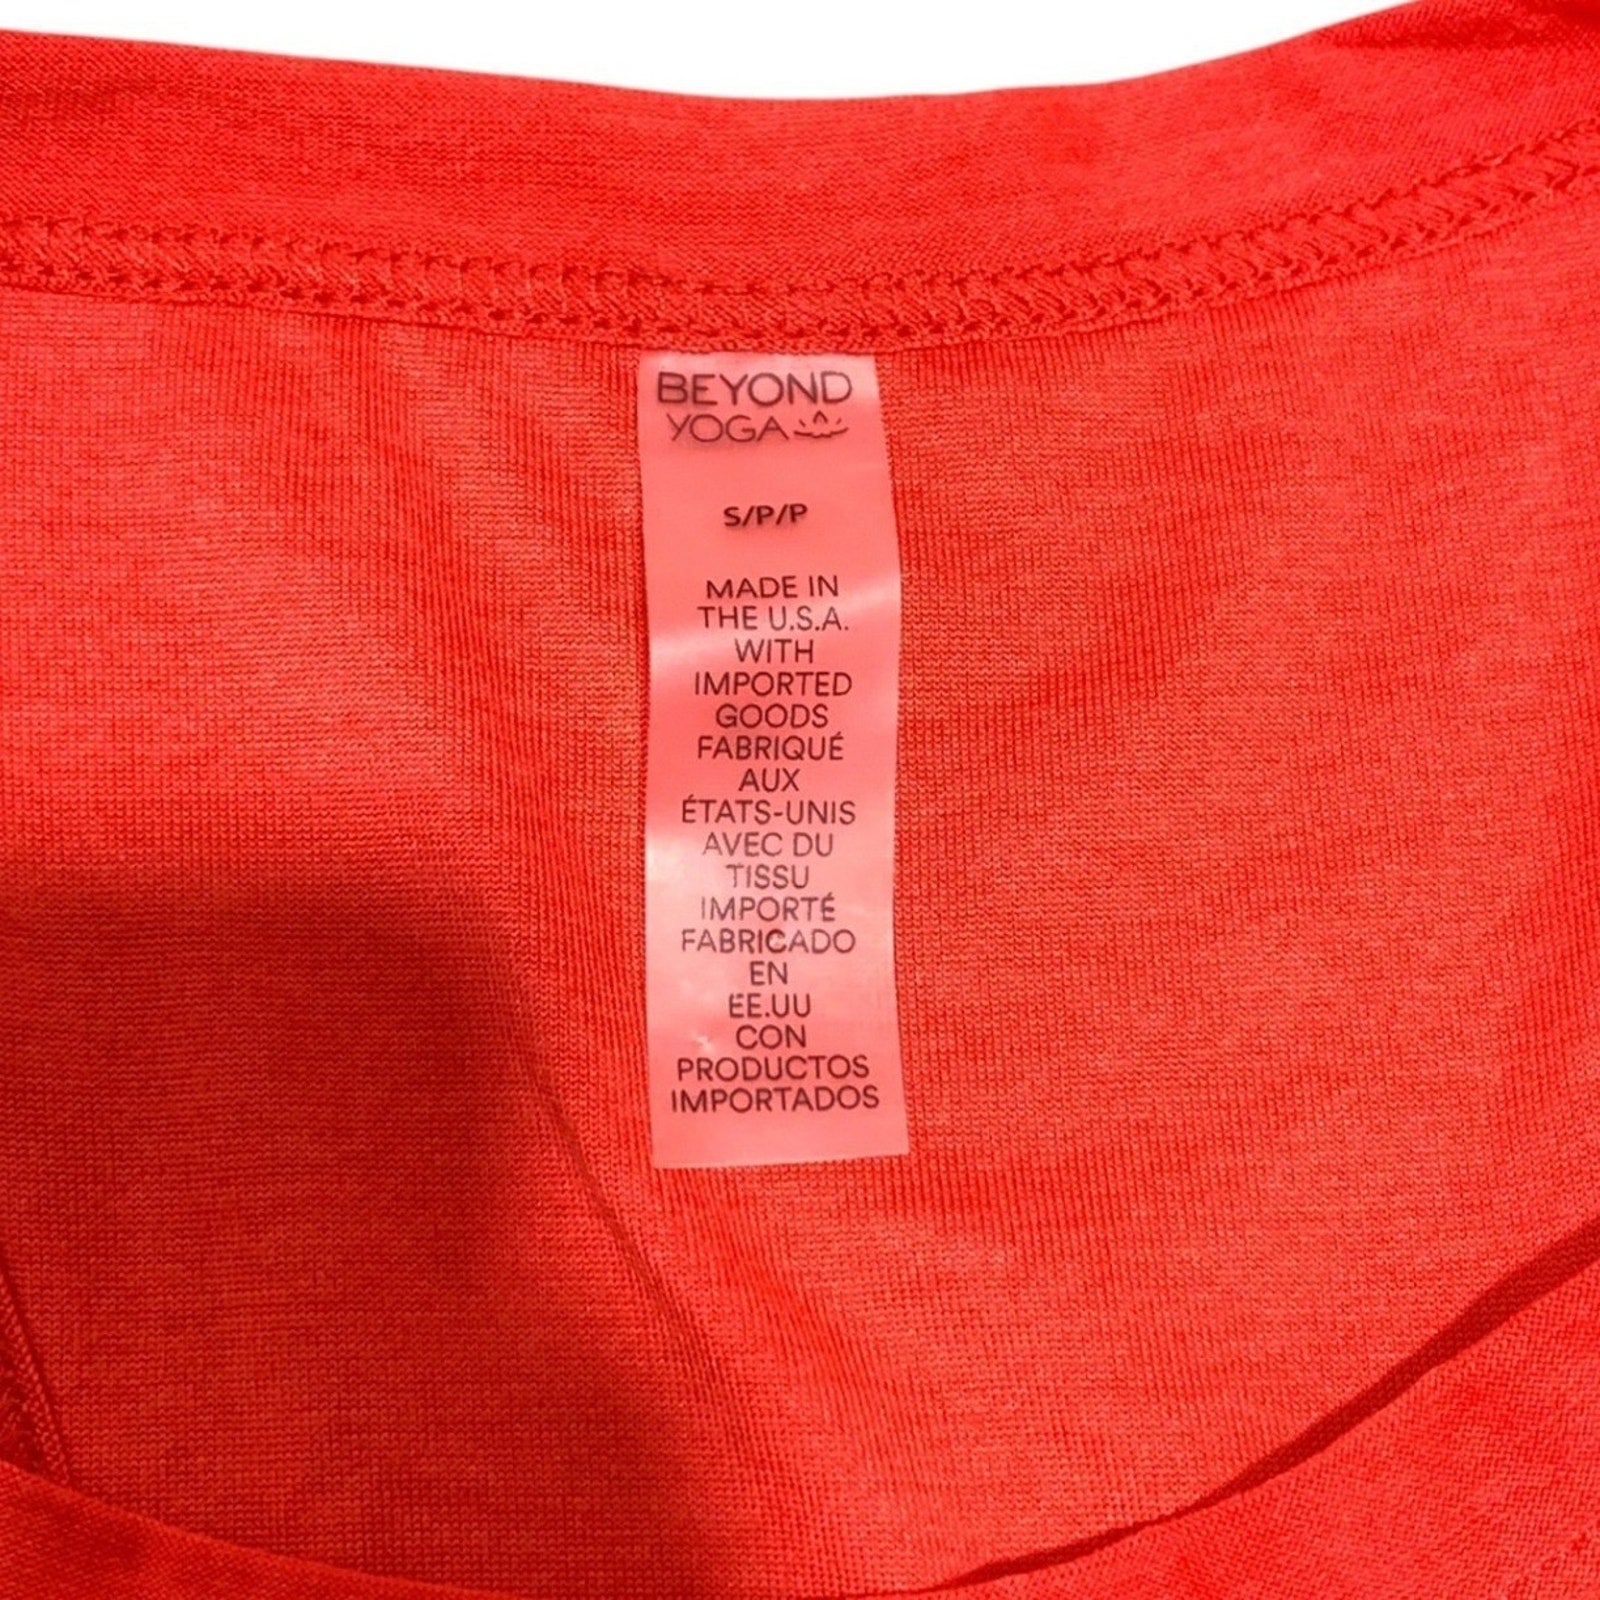 BEYOND
YOGA
S/P/P
MADE IN
THE U.S.A.
WITH
IMPORTED
GOODS
FABRIQUÉ
AUX
ÉTATS-UNIS
AVEC DU
TISSU
IMPORTÉ
FABRICADO
EN
EE.UU
CON
PRODUCTOS
IMPORTADOS